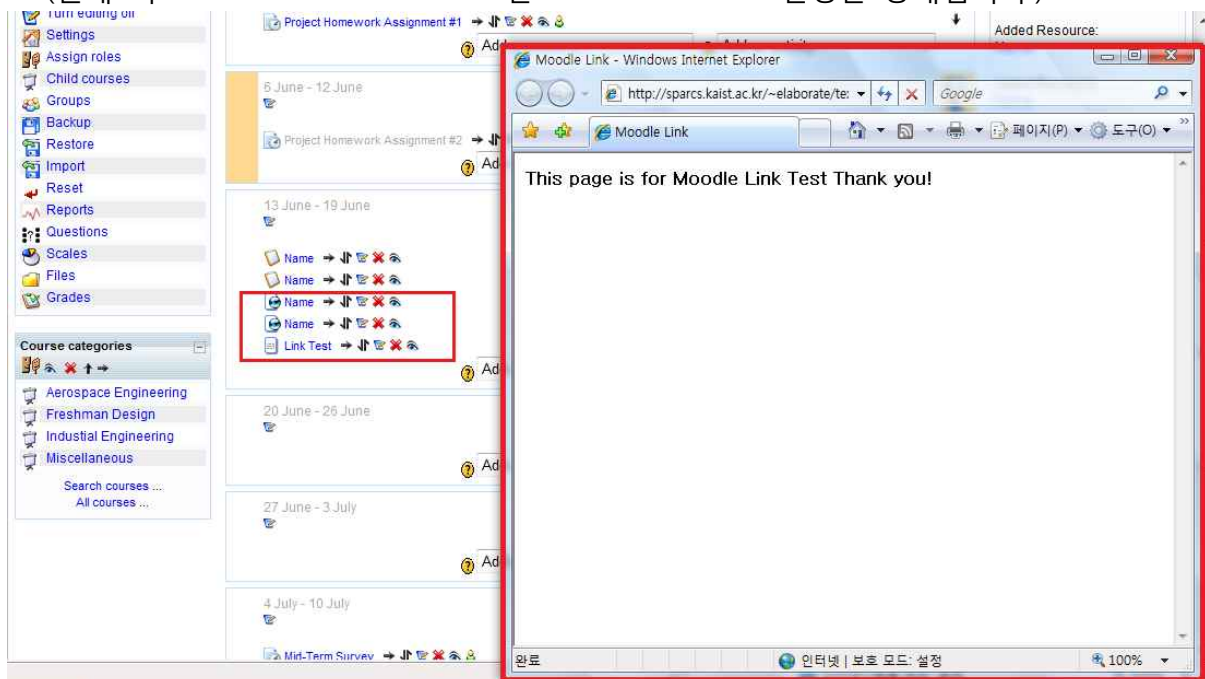 Turn editing off
Settings
Assign roles
Child courses
Groups
Backup
Restore
Import
Reset
Reports
Questions
Scales
Files
Grades
Course categories
Aerospace Engineering
Freshman Design
Industial Engineering
Miscellaneous
Search courses ...
All courses ...
Project Homework Assignment #1
Ad
6 June - 12 June
Project Homework Assignment #2
Ad
13 June - 19 June
Name
Name
Name
Name
Link Test
Ad
20 June - 26 June
Ad
27 June - 3 July
Ad
4 July - 10 July
Mid-Term Survey
Added Resource:
Moodle Link - Windows Internet Explorer
http://sparcs.kaist.ac.kr/~elaborate/te:
Google
Moodle Link
페이지(P)
도구(O)
This page is for Moodle Link Test Thank you!
완료
인터넷 | 보호 모드: 설정
100%